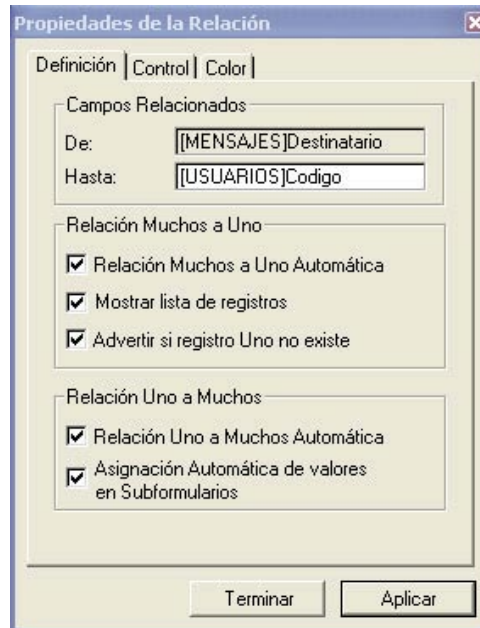 Propiedades de la Relación
Definición Control Color
Campos Relacionados
De: [MENSAJES]Destinatario
Hasta: [USUARIOS]Codigo
Relación Muchos a Uno
Relación Muchos a Uno Automática
Mostrar lista de registros
Advertir si registro Uno no existe
Relación Uno a Muchos
Relación Uno a Muchos Automática
Asignación Automática de valores
en Subformularios
Terminar Aplicar